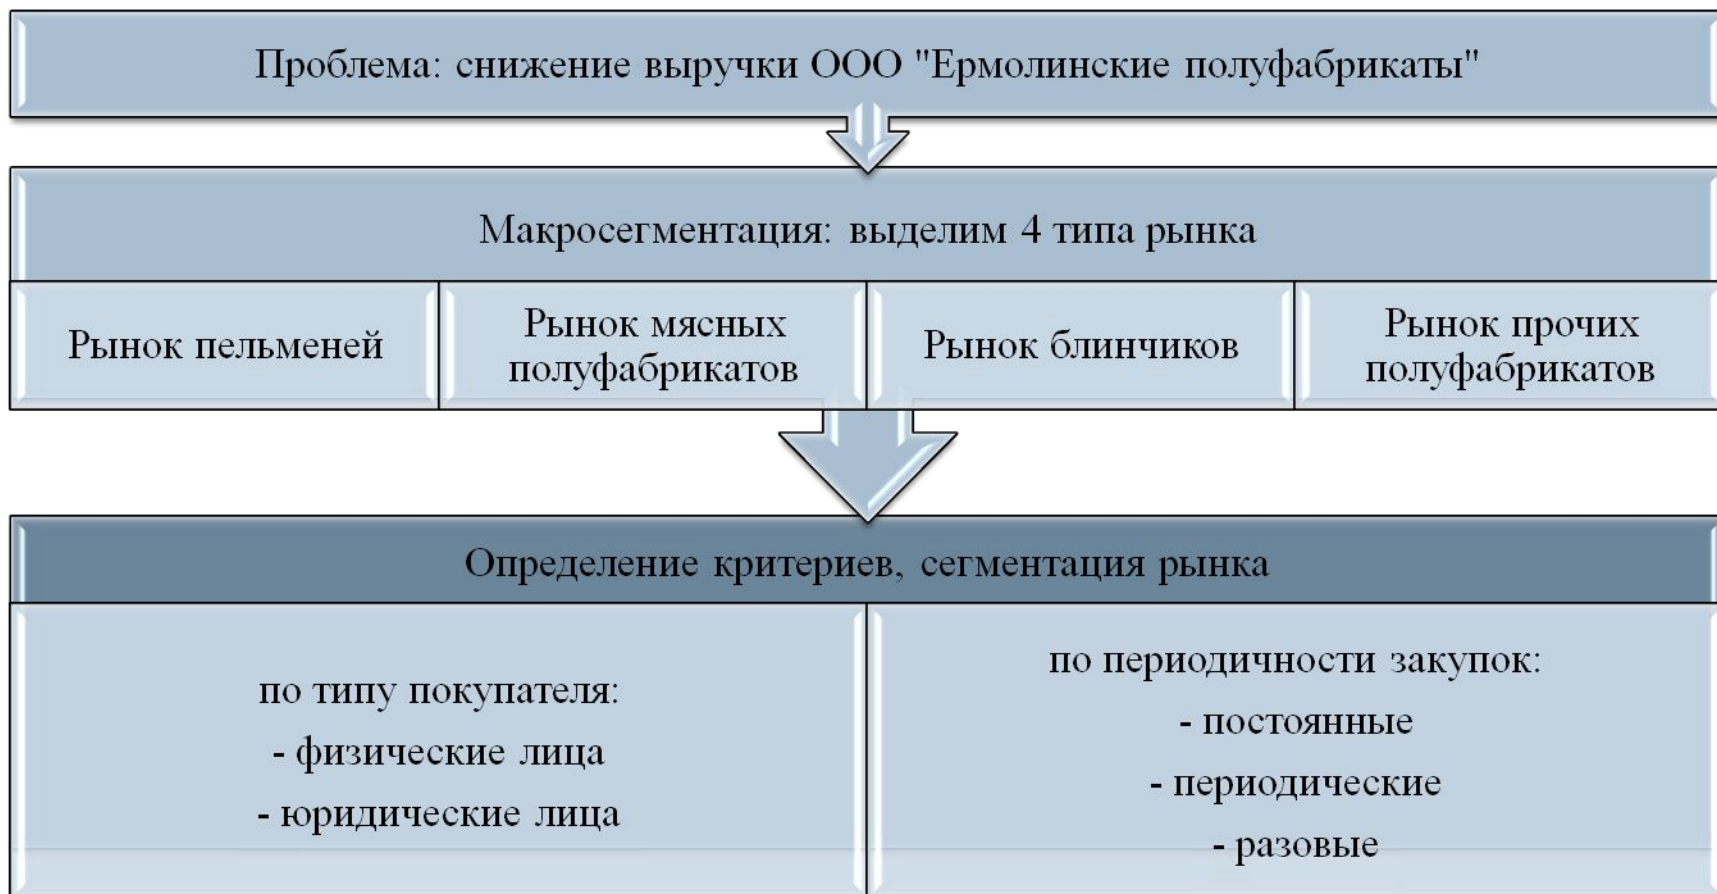 Проблема: снижение выручки ООО "Ермолинские полуфабрикаты"
Макросегментация: выделим 4 типа рынка
Рынок пельменей
Рынок мясных
полуфабрикатов
Рынок блинчиков
Рынок прочих
полуфабрикатов
Определение критериев, сегментация рынка
по типу покупателя:
- физические лица
- юридические лица
по периодичности закупок:
- постоянные
- периодические
- разовые